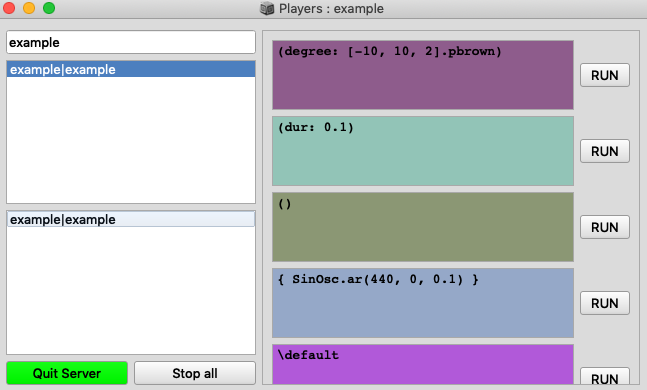 Players : example
example
example|example
example|example
Quit Server
Stop all
(degree: [-10, 10, 2].pbrown)
RUN
(dur: 0.1)
RUN
()
RUN
{ SinOsc.ar(440, 0, 0.1) }
RUN
\default
RUN